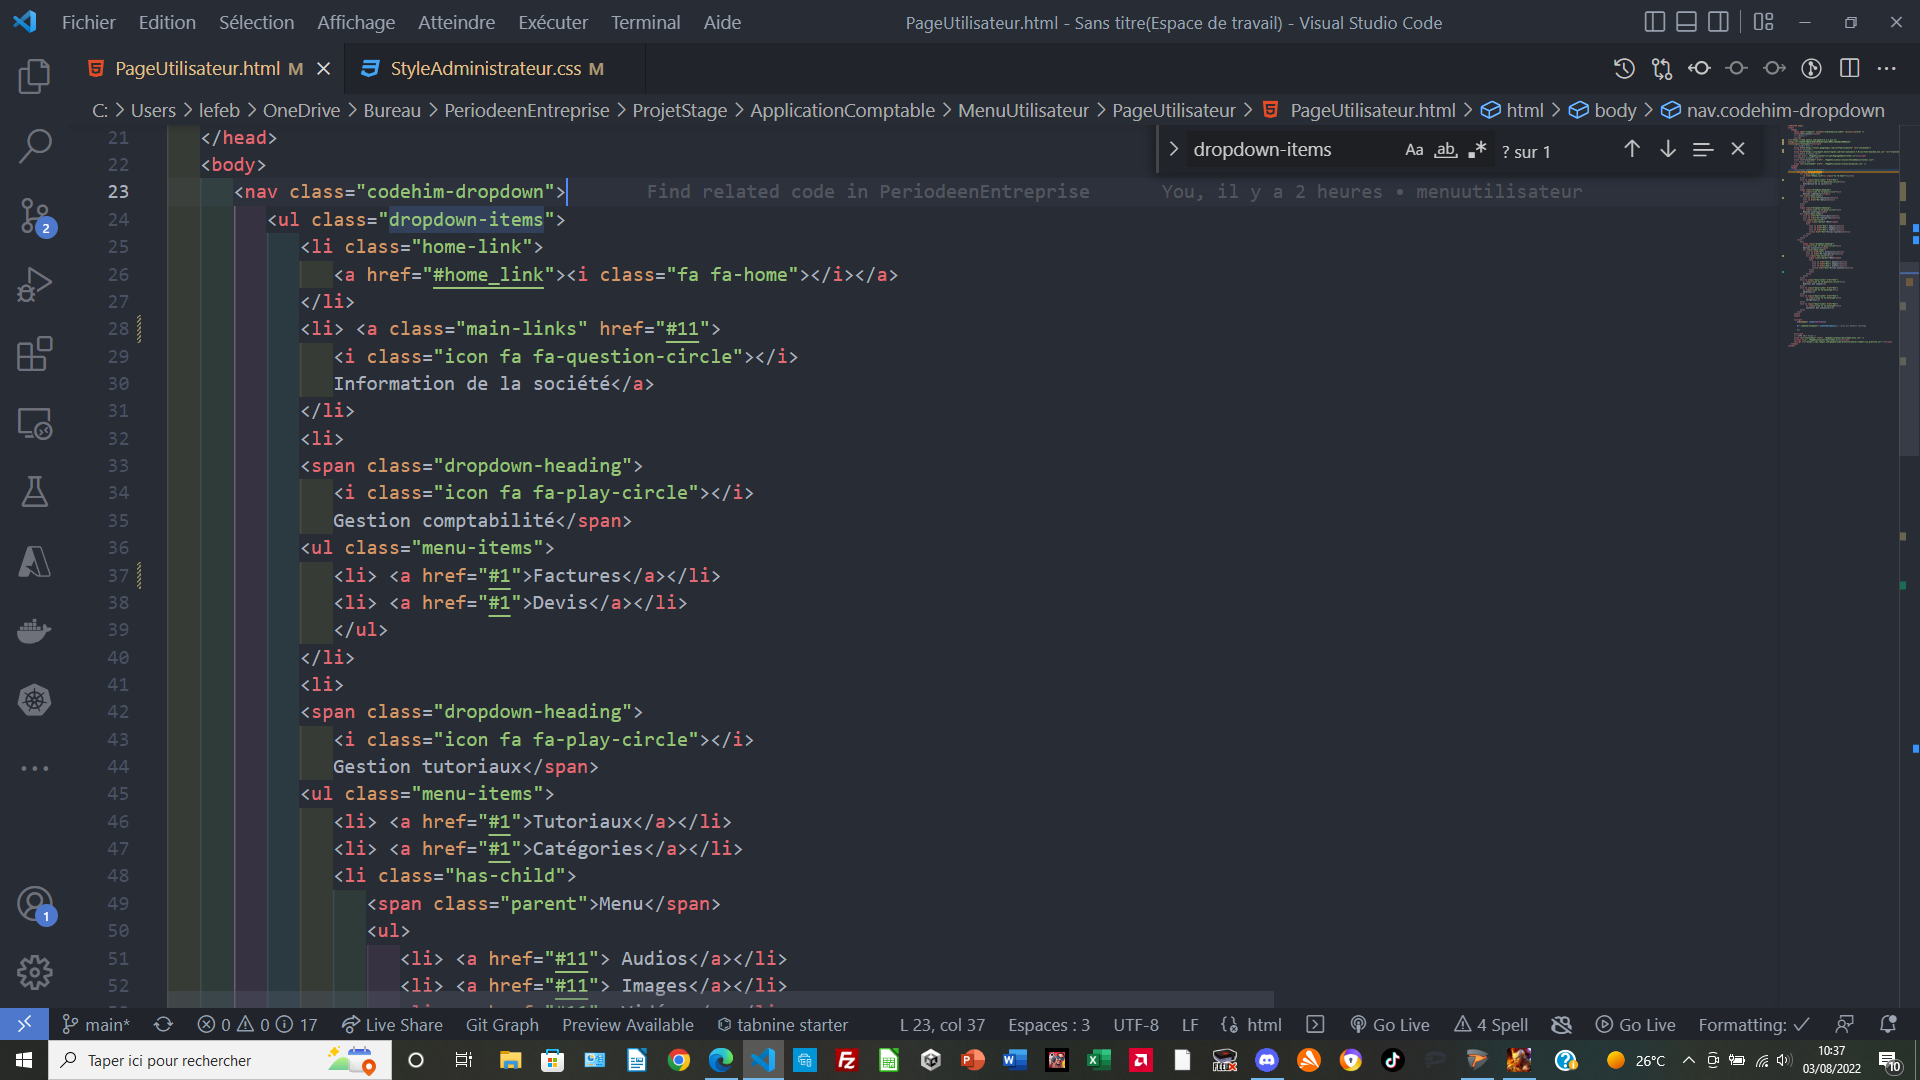 Fichier Edition Sélection Affichage Atteindre Exécuter Terminal Aide PageUtilisateur.html - Sans titre(Espace de travail) - Visual Studio Code
PageUtilisateur.html M StyleAdministrateur.css M
C: > Users > lefeb > OneDrive > Bureau > PeriodeenEntreprise > ProjetStage > ApplicationComptable > MenuUtilisateur > PageUtilisateur > PageUtilisateur.html > html > body > nav.codehim-dropdown
dropdown-items Aa ab, .* ? sur 1
21 </head>
22 <body>
23 <nav class="codehim-dropdown"> Find related code in PeriodeenEntreprise You, il y a 2 heures • menuutilisateur
24 <ul class="dropdown-items">
25 <li class="home-link">
26 <a href="#home_link"><i class="fa fa-home"></i></a>
27 </li>
28 <li> <a class="main-links" href="#11">
29 <i class="icon fa fa-question-circle"></i>
30 Information de la société</a>
31 </li>
32 <li>
33 <span class="dropdown-heading">
34 <i class="icon fa fa-play-circle"></i>
35 Gestion comptabilité</span>
36 <ul class="menu-items">
37 <li> <a href="#1">Factures</a></li>
38 <li> <a href="#1">Devis</a></li>
39 </ul>
40 </li>
41 <li>
42 <span class="dropdown-heading">
43 <i class="icon fa fa-play-circle"></i>
44 Gestion tutoriaux</span>
45 <ul class="menu-items">
46 <li> <a href="#1">Tutoriaux</a></li>
47 <li> <a href="#1">Catégories</a></li>
48 <li class="has-child">
49 <span class="parent">Menu</span>
50 <ul>
51 <li> <a href="#11"> Audios</a></li>
52 <li> <a href="#11"> Images</a></li>
2
1
main* 0 0 17 Live Share Git Graph Preview Available tabnine starter L 23, col 37 Espaces : 3 UTF-8 LF html Go Live 4 Spell Go Live Formatting:
Taper ici pour rechercher 26°C 10:37
03/08/2022 10